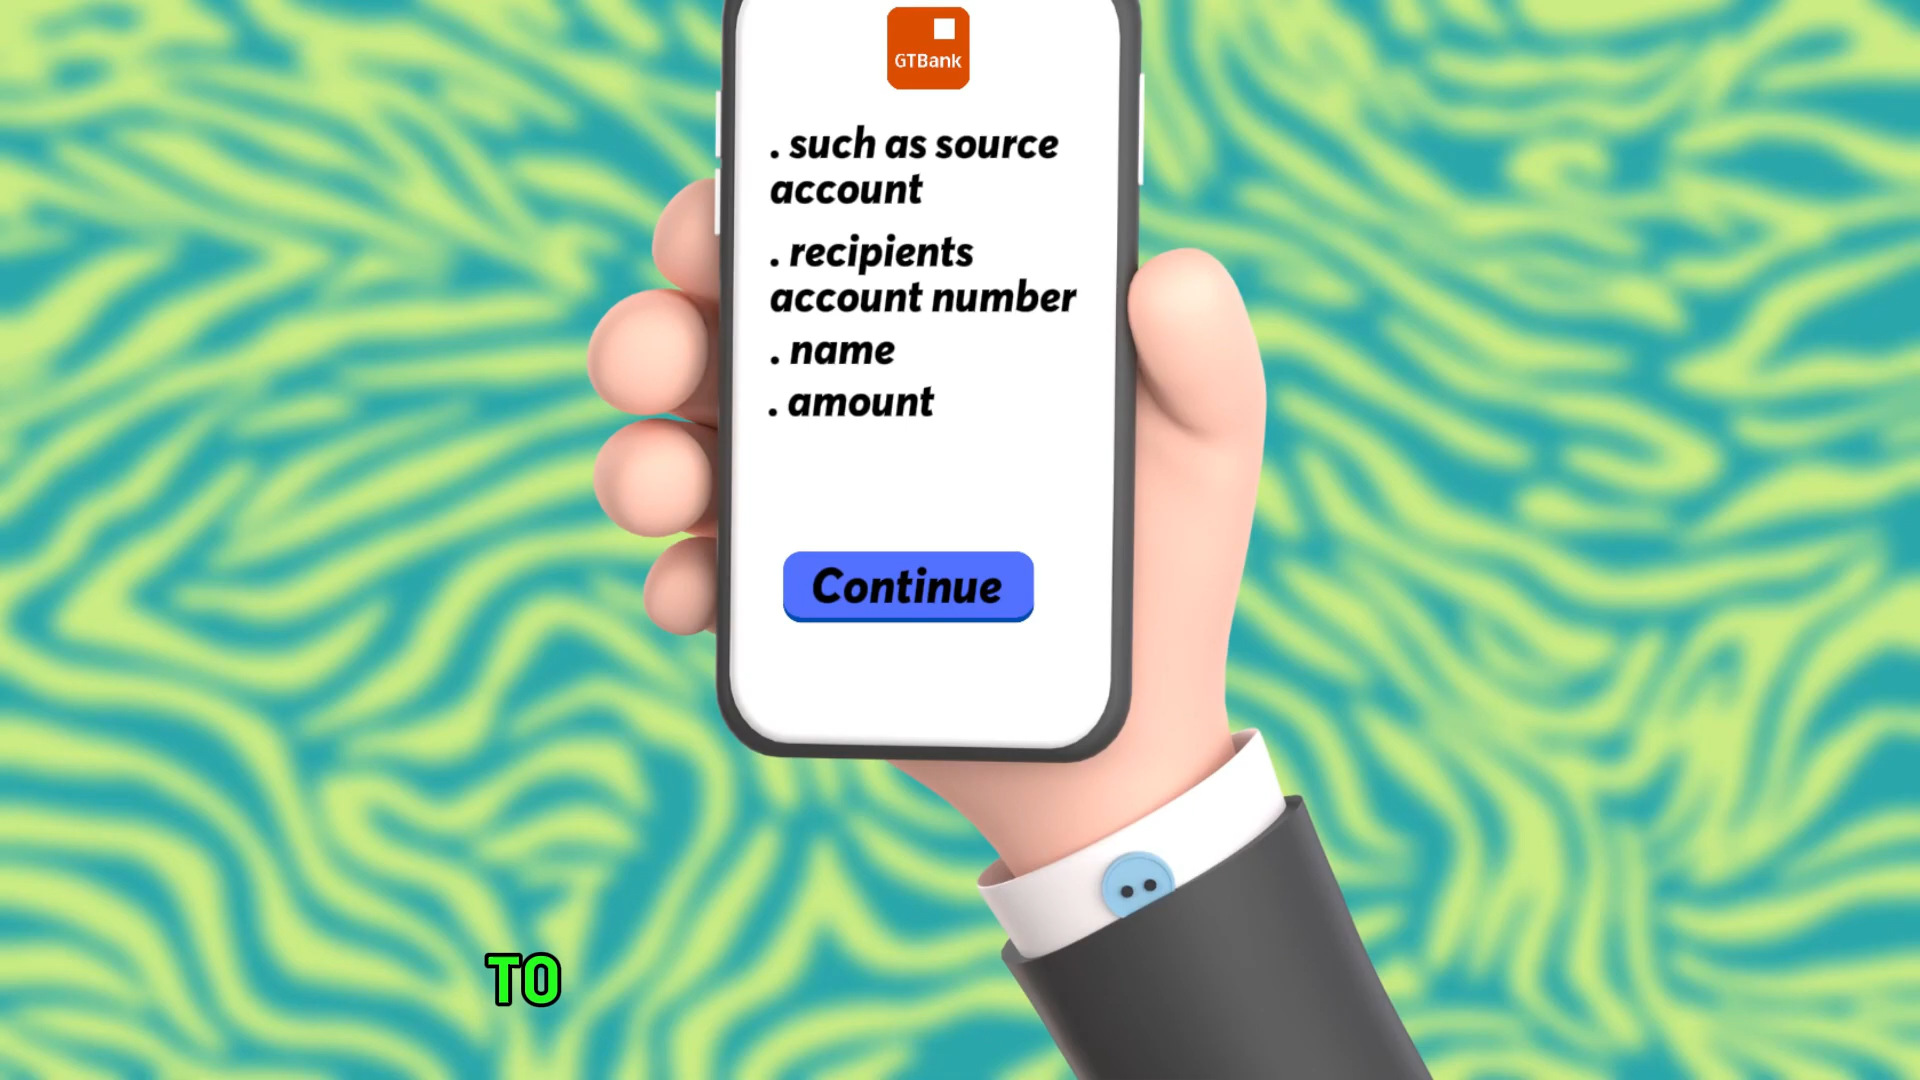 GTBank
. such as source
account
. recipients
account number
. name
. amount
Continue
TO